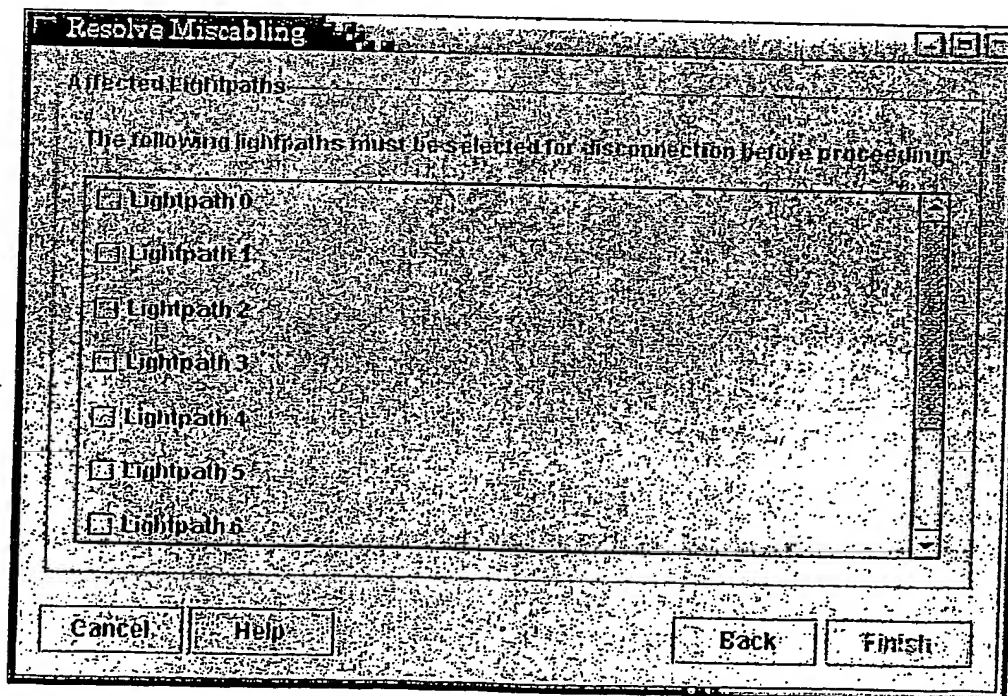 Resolve Miscabling
Affected Lightpaths
The following lightpaths must be selected for disconnection before proceeding:
Lightpath 0
Lightpath 1
Lightpath 2
Lightpath 3
Lightpath 4
Lightpath 5
Lightpath 6
Cancel
Help
Back
Finish